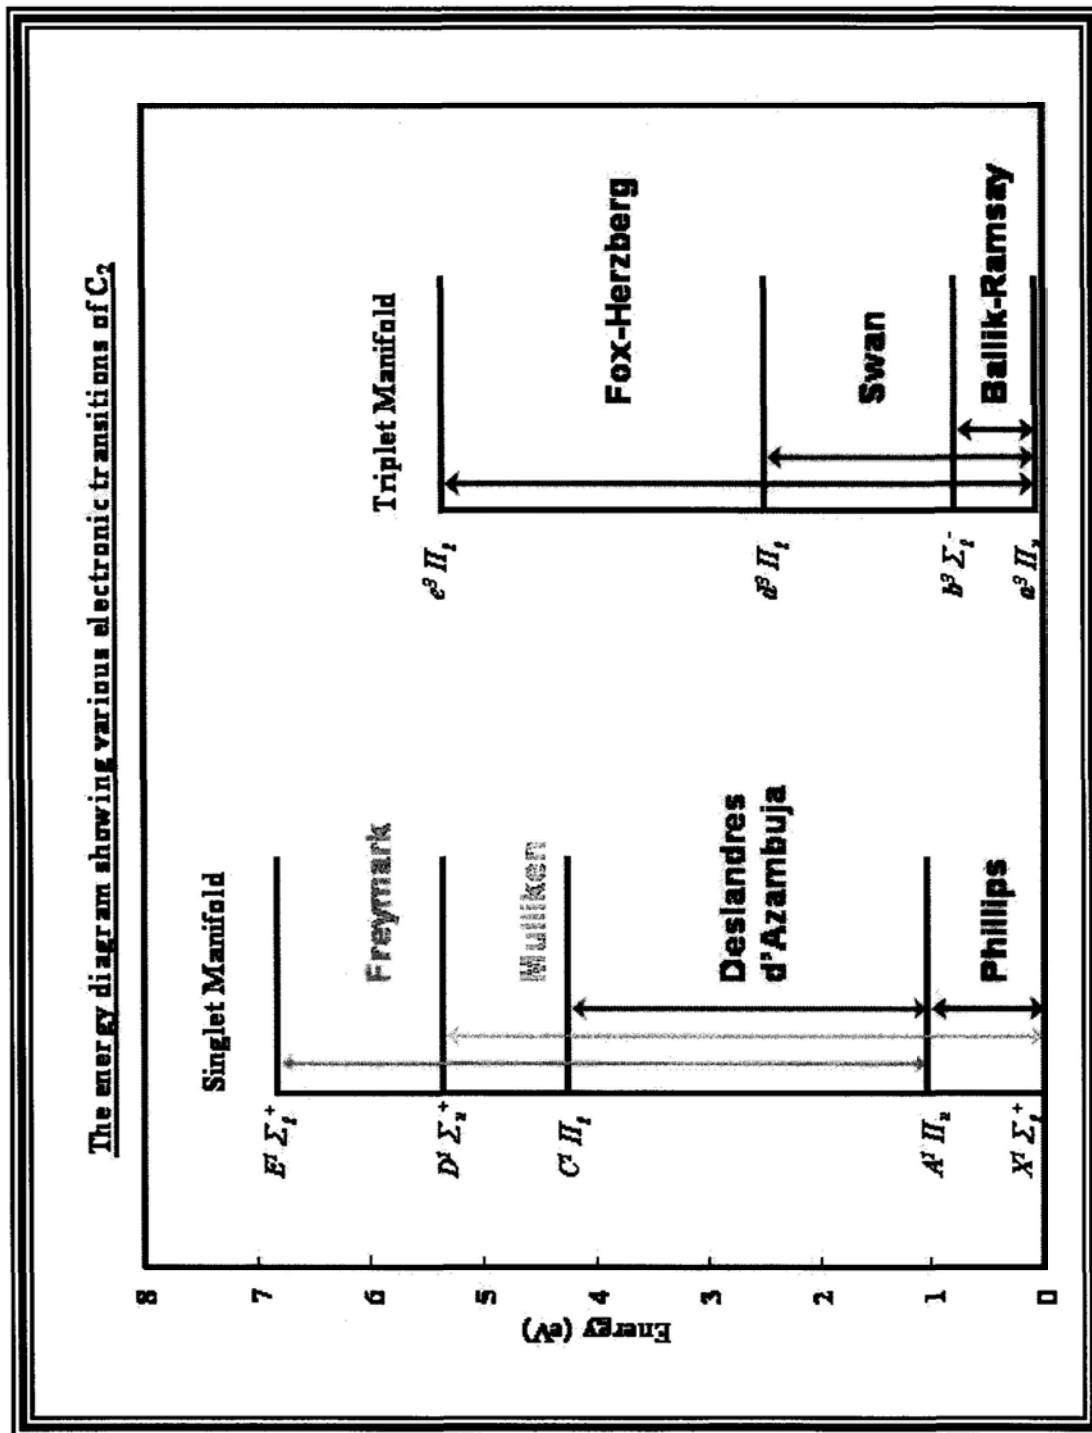 The energy diagram showing various electronic transitions of C₂
Singlet Manifold
Triplet Manifold
Energy (eV)
8
7
6
5
4
3
2
1
0
E¹ Σg⁺
D¹ Σu⁺
C¹ Πg
A¹ Πu
X¹ Σg⁺
Freymark
Mulliken
Deslandres
d'Azambuja
Phillips
e³ Πg
d³ Πg
b³ Σg⁻
a³ Πu
Fox-Herzberg
Swan
Ballik-Ramsay